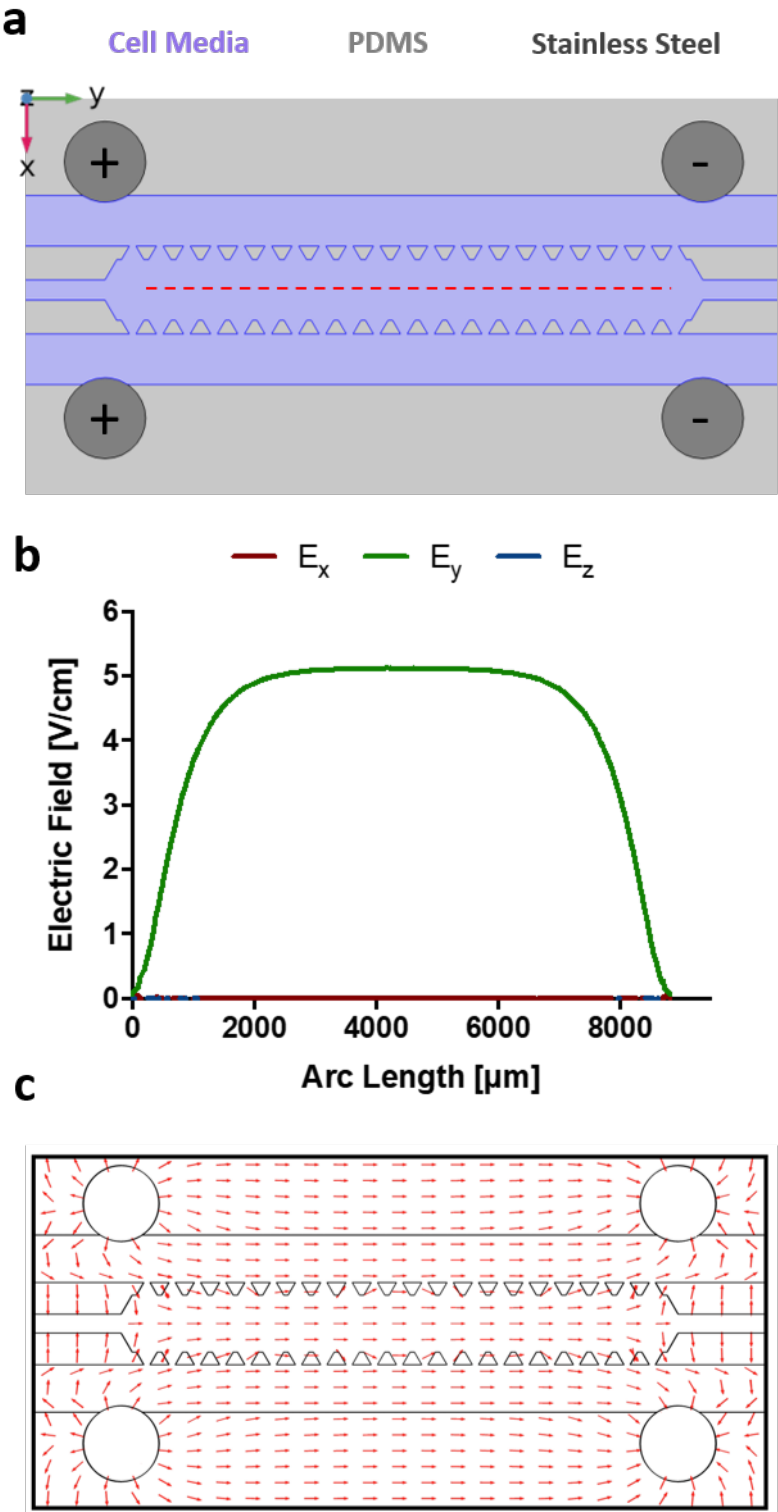 a
Cell Media PDMS Stainless Steel
z y
x
+ -
+ -
b
Ex Ey Ez
Electric Field [V/cm]
6
5
4
3
2
1
0
0 2000 4000 6000 8000
Arc Length [µm]
c